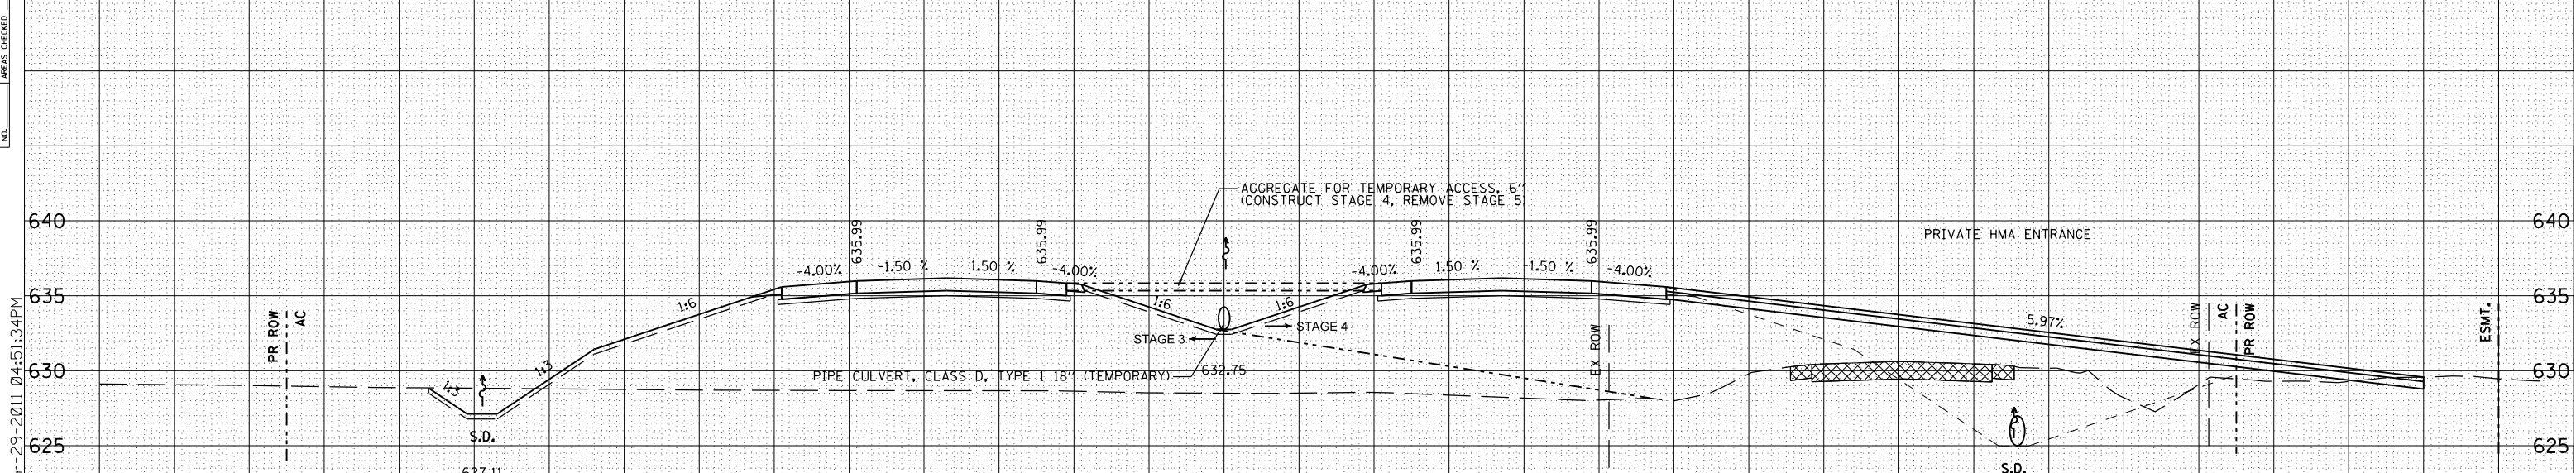 AREAS CHECKED
NO.
AGGREGATE FOR TEMPORARY ACCESS, 6"
(CONSTRUCT STAGE 4, REMOVE STAGE 5)
640
640
635.99
635.99
635.99
635.99
PRIVATE HMA ENTRANCE
-4.00%
-1.50 %
1.50 %
-4.00%
-4.00%
1.50 %
-1.50 %
-4.00%
635
635
1:6
1:6
1:6
PR ROW
AC
STAGE 4
STAGE 3
EX ROW
5.97%
EX ROW
AC
PR ROW
ESMT.
630
630
1:3
1:3
PIPE CULVERT, CLASS D, TYPE 1 18" (TEMPORARY)
632.75
S.D.
625
625
627.11
S.D.
r-29-2011 04:51:34PM